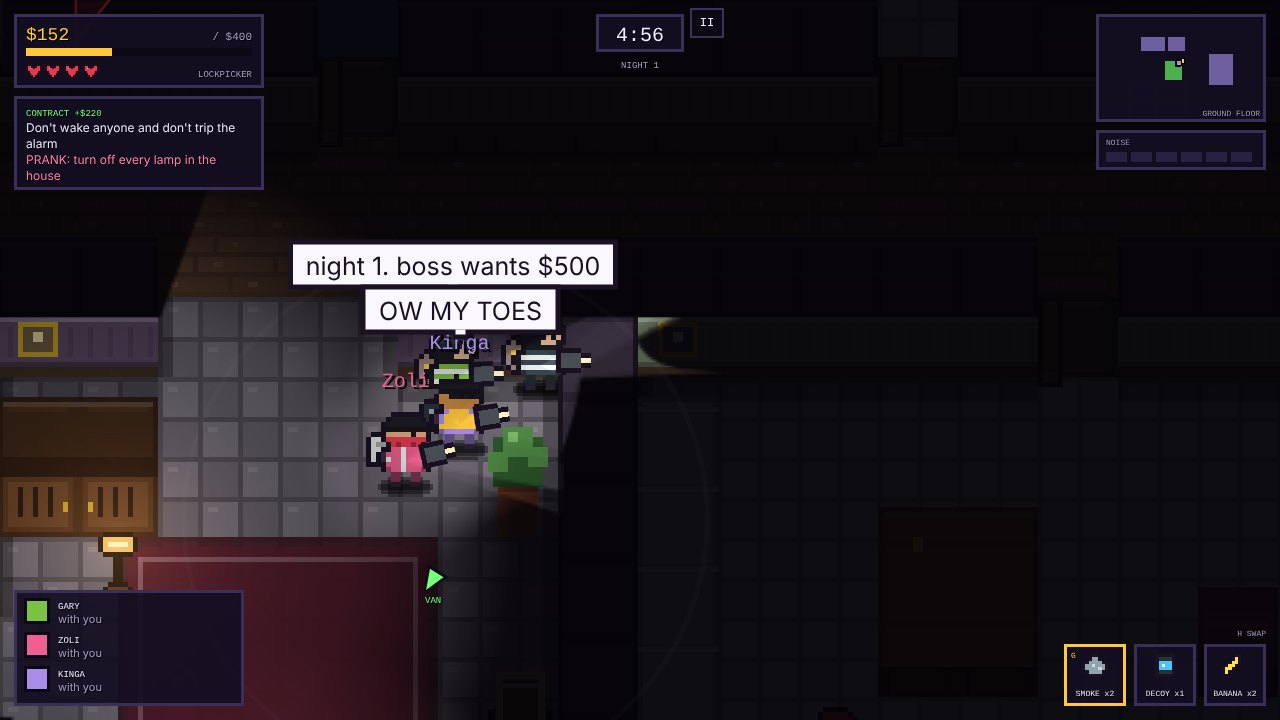 $152 / $400
LOCKPICKER
CONTRACT +$220
Don't wake anyone and don't trip the
alarm
PRANK: turn off every lamp in the
house
4:56
II
NIGHT 1
GROUND FLOOR
NOISE
night 1. boss wants $500
OW MY TOES
Kinga
Zoli
VAN
GARY
with you
ZOLI
with you
KINGA
with you
H SWAP
G
SMOKE x2
DECOY x1
BANANA x2